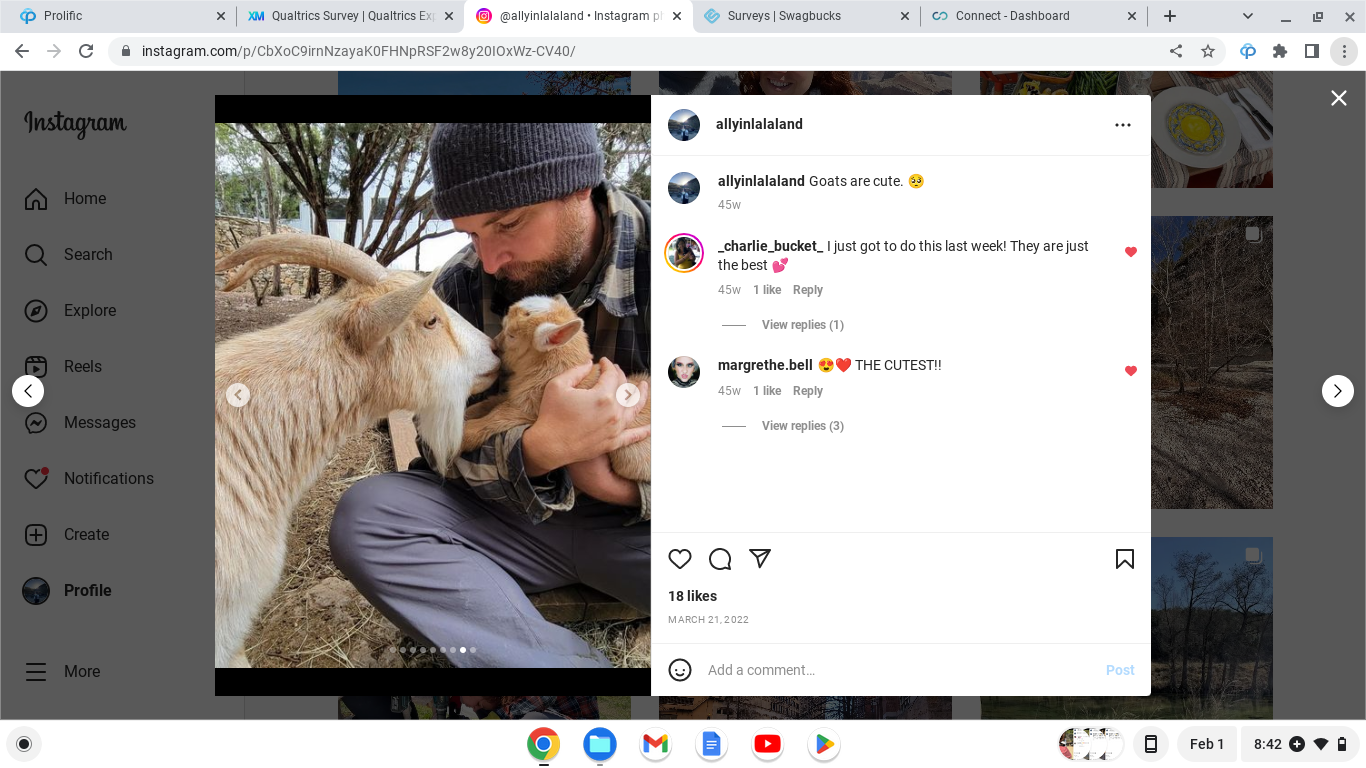 Prolific
Qualtrics Survey | Qualtrics Exp
@allyinlalaland • Instagram ph
Surveys | Swagbucks
Connect - Dashboard
instagram.com/p/CbXoC9irnNzayaK0FHNpRSF2w8y20IOxWz-CV40/
Instagram
Home
Search
Explore
Reels
Messages
Notifications
Create
Profile
More
allyinlalaland
allyinlalaland Goats are cute. 🥺
45w
_charlie_bucket_ I just got to do this last week! They are just
the best 💕
45w 1 like Reply
View replies (1)
margrethe.bell 😍❤️ THE CUTEST!!
45w 1 like Reply
View replies (3)
18 likes
MARCH 21, 2022
Add a comment…
Post
Feb 1
8:42